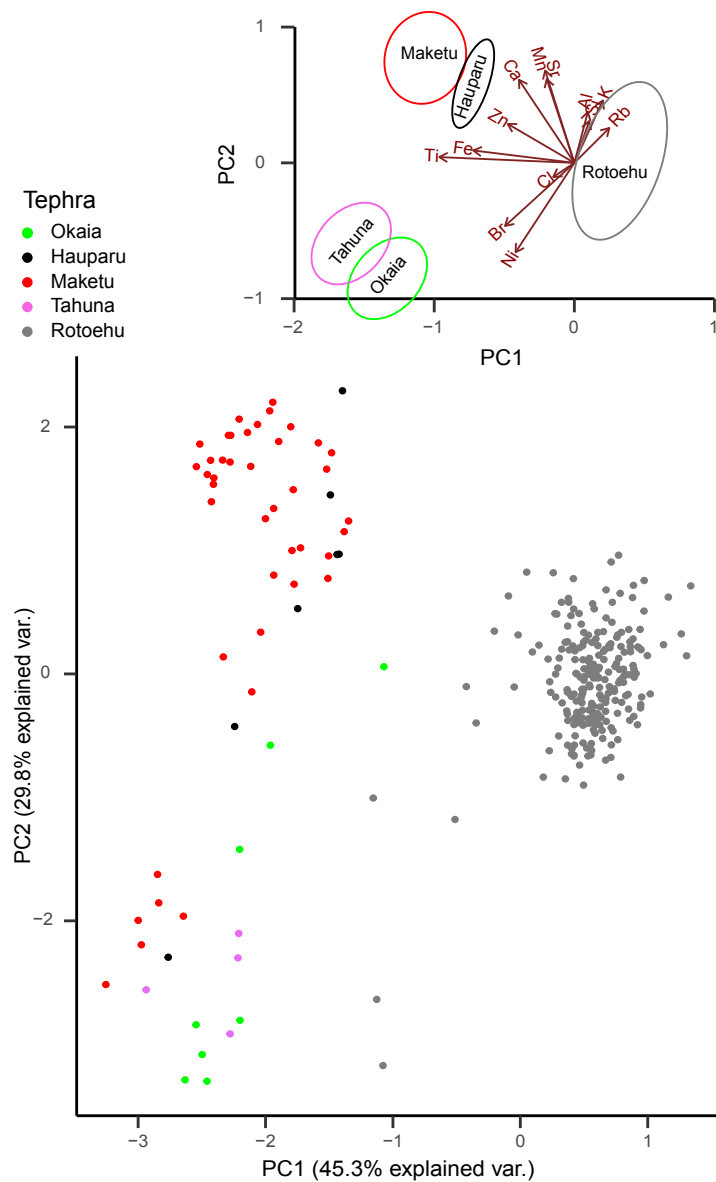 1
0
−1
−2
−1
0
1
PC2
PC1
Maketu
Hauparu
Rotoehu
Tahuna
Okaia
Ca
Mn
Sr
Zn
Fe
Ti
Cl
Br
Ni
Al
K
Rb
Tephra
Okaia
Hauparu
Maketu
Tahuna
Rotoehu
2
0
−2
PC2 (29.8% explained var.)
−3
−2
−1
0
1
PC1 (45.3% explained var.)